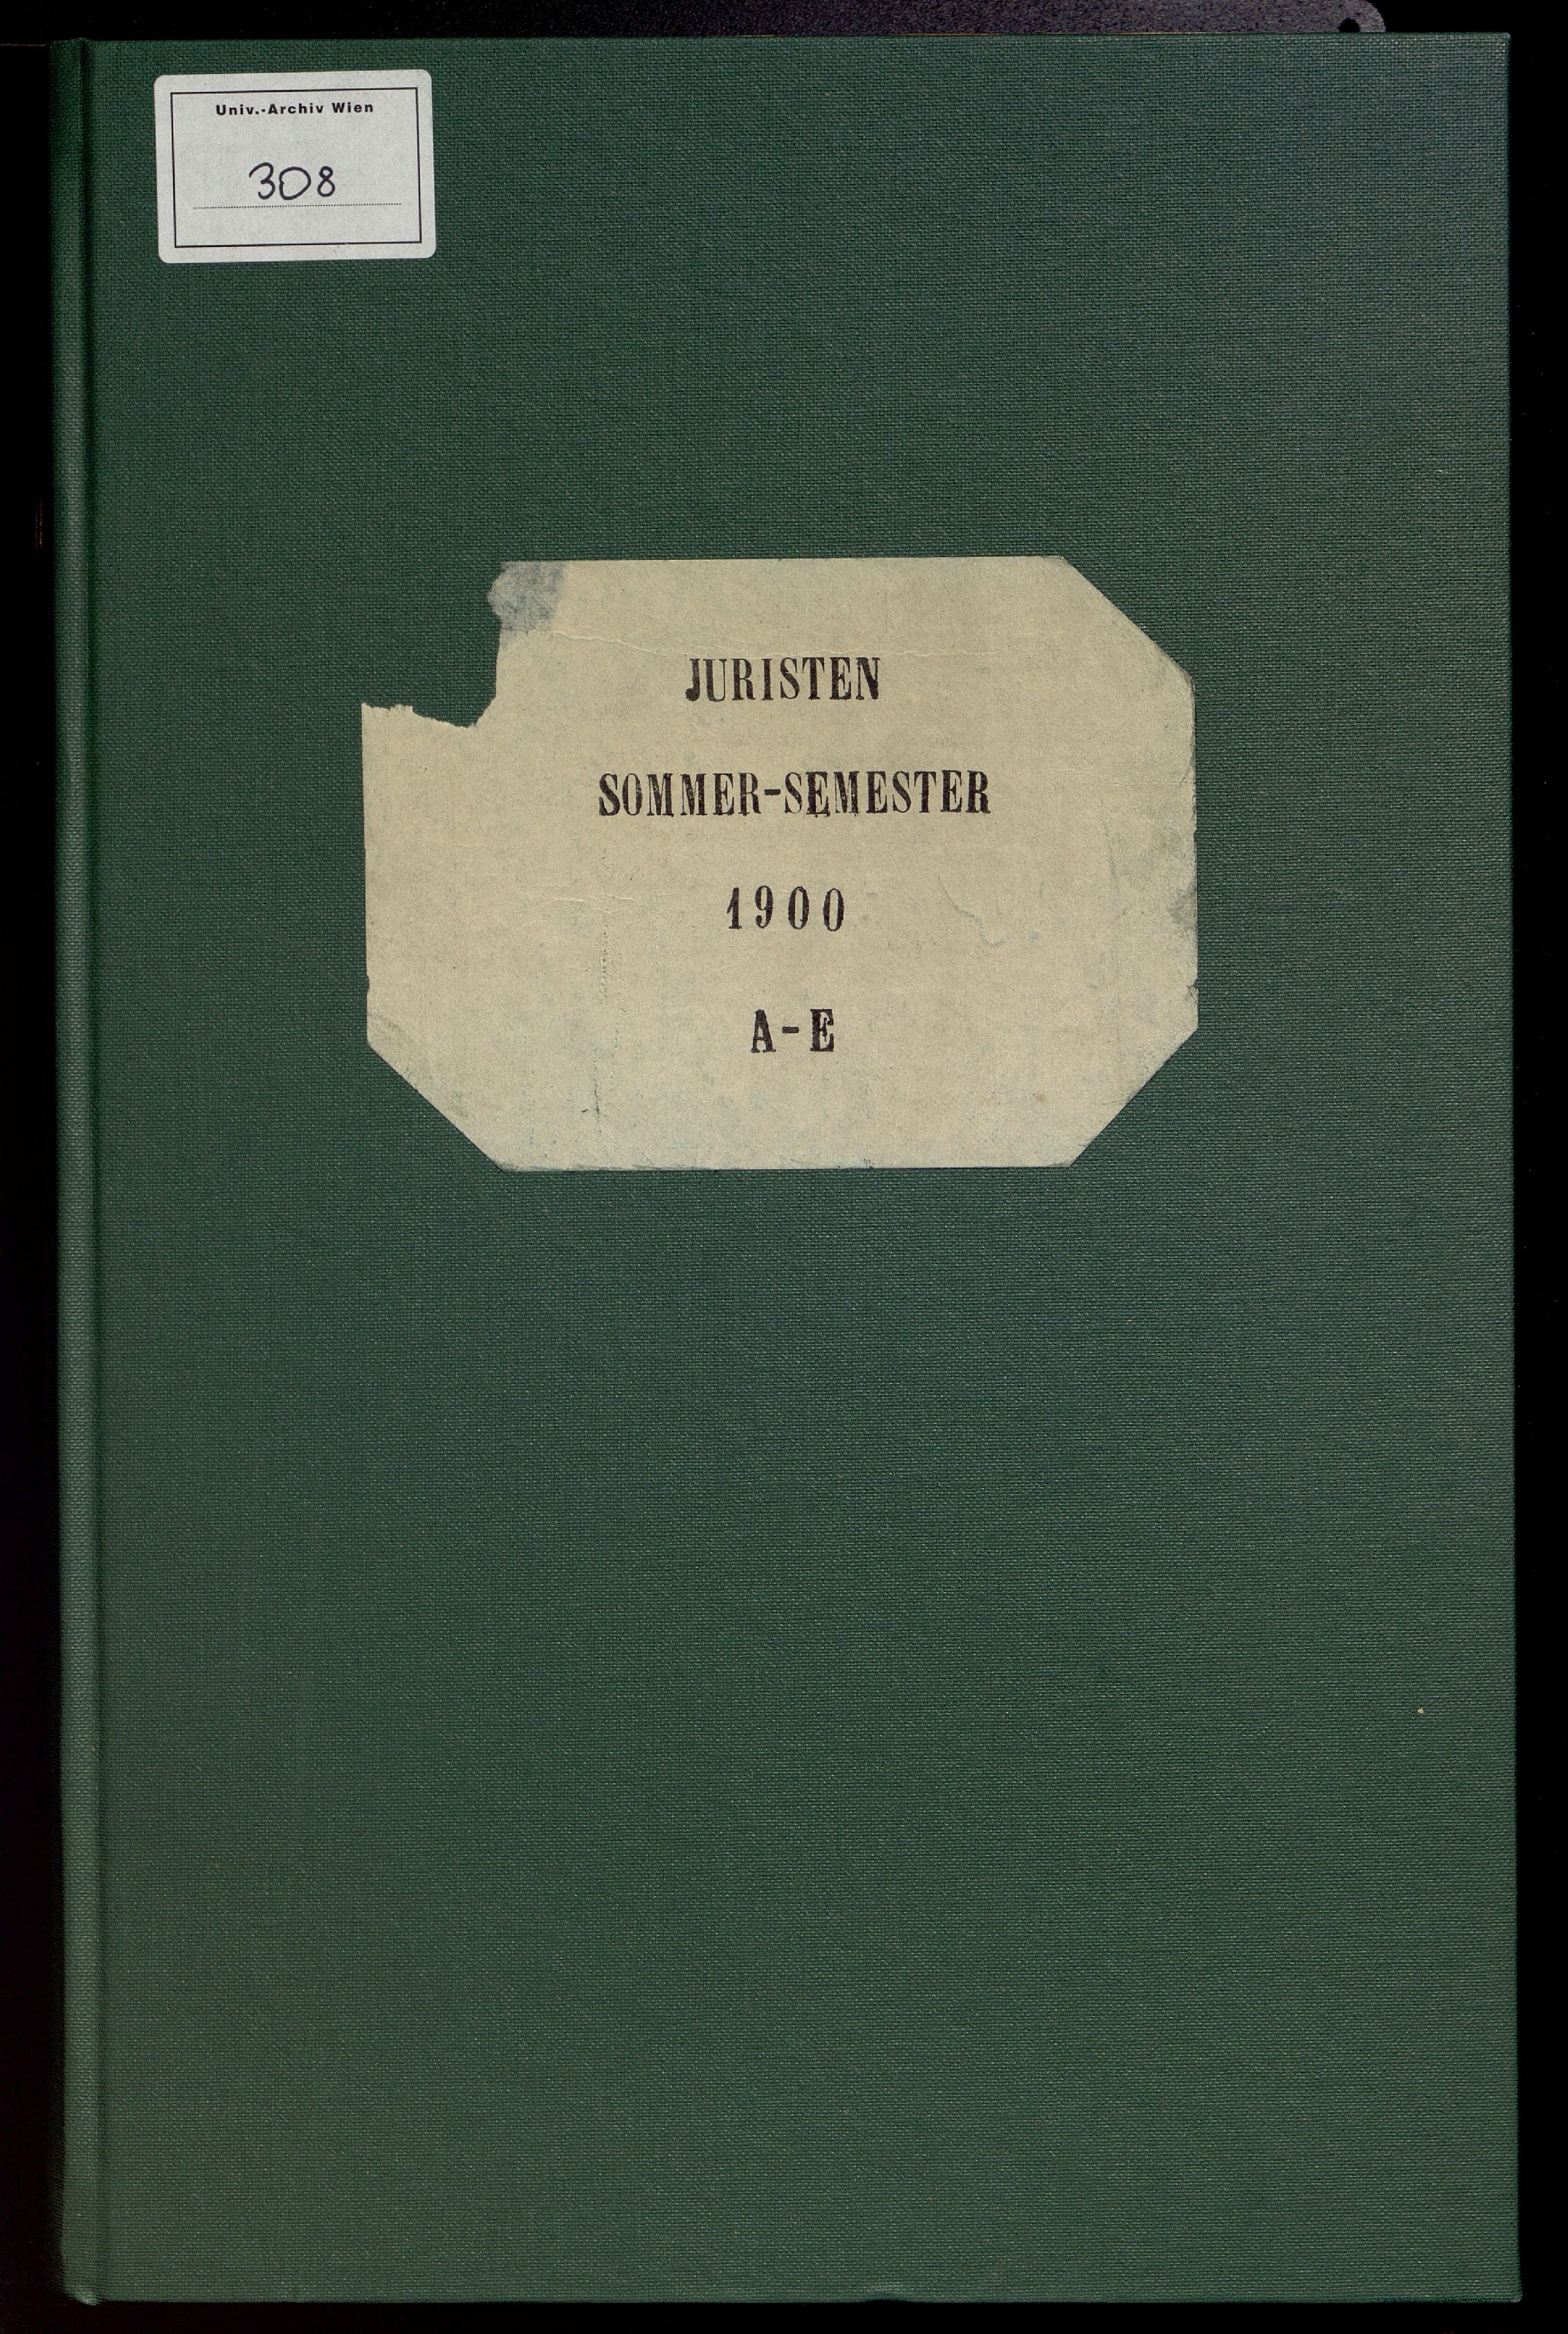 Univ.-Archiv Wien
308
JURISTEN
SOMMER-SEMESTER
1900
A-E